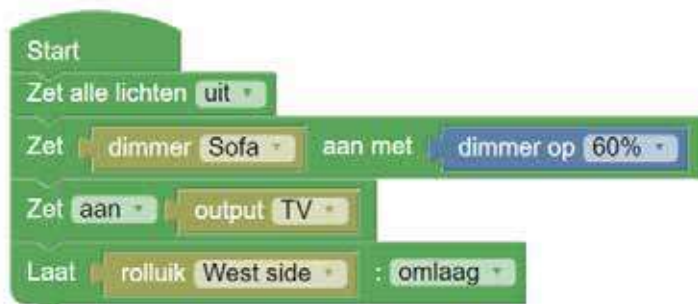 Start
Zet alle lichten uit
Zet dimmer Sofa aan met dimmer op 60%
Zet aan output TV
Laat rolluik West side : omlaag